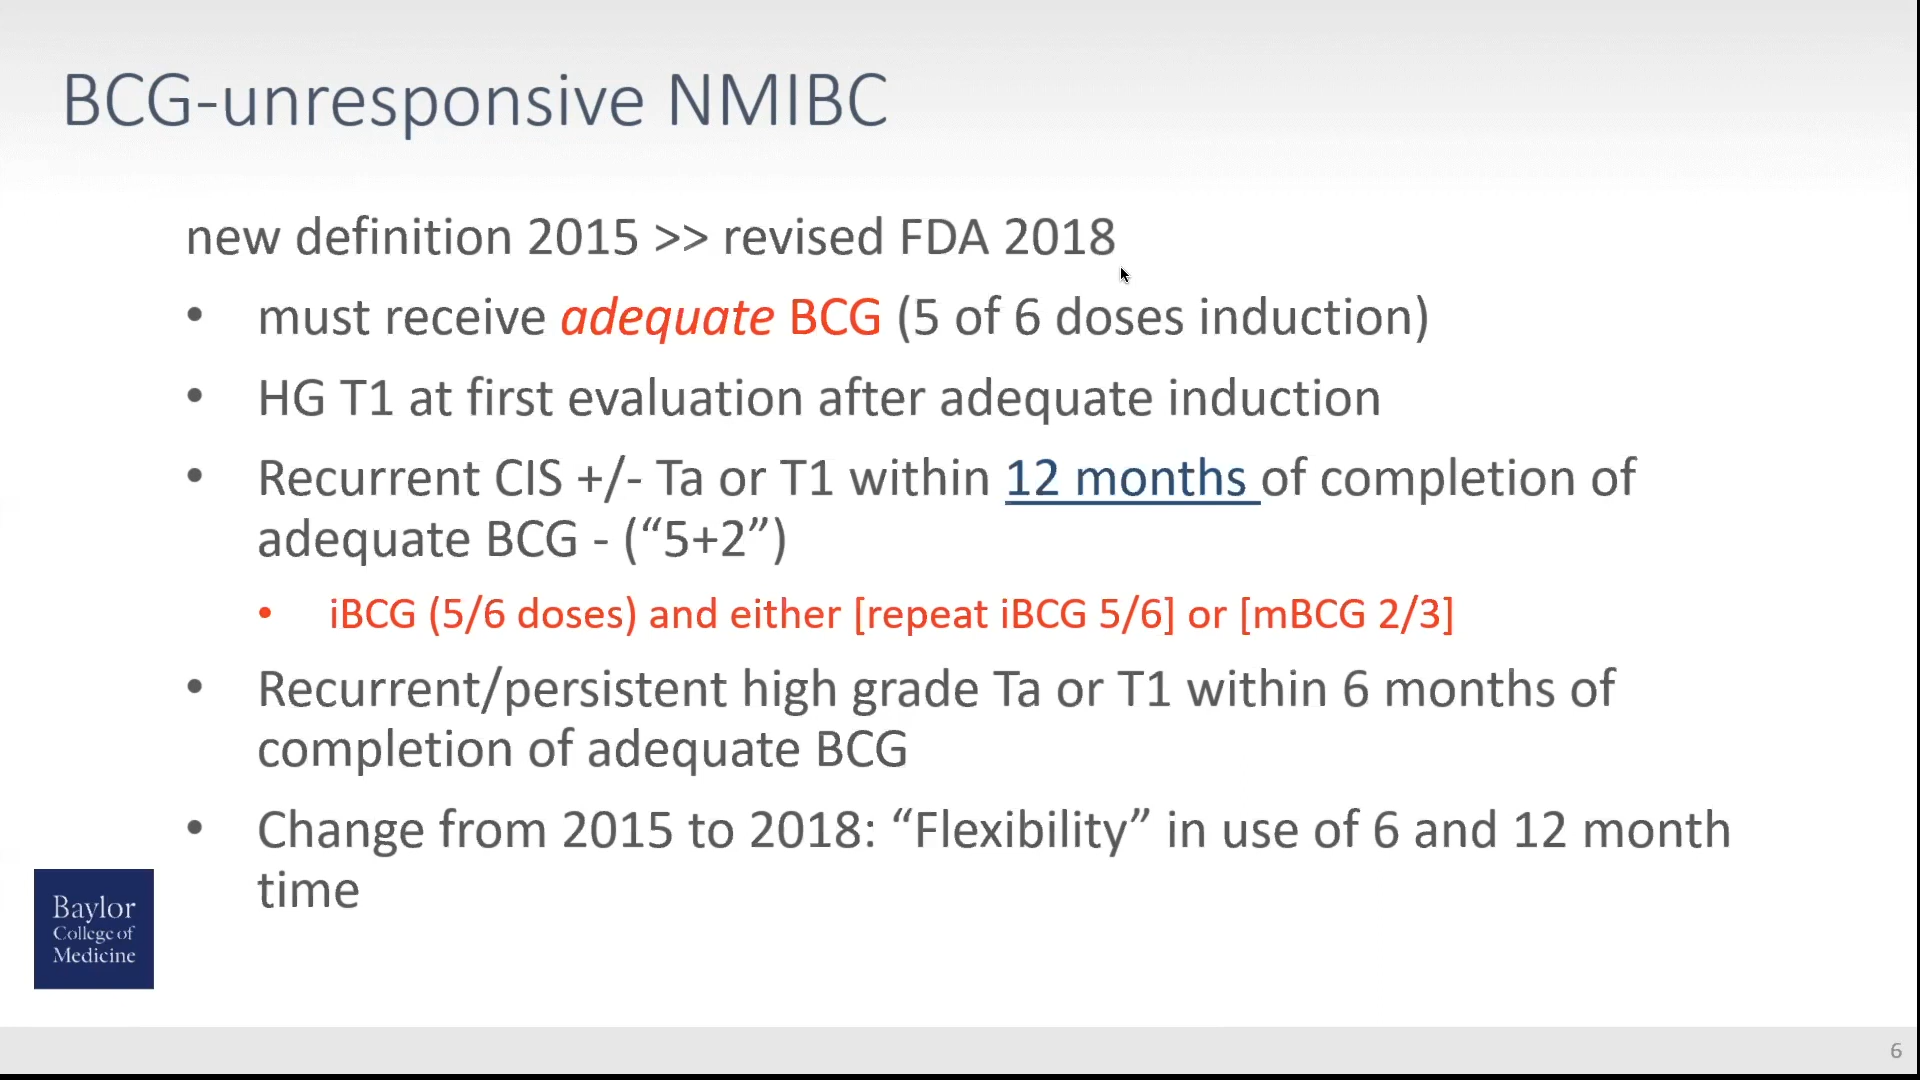 BCG-unresponsive NMIBC
new definition 2015 >> revised FDA 2018
• must receive adequate BCG (5 of 6 doses induction)
• HG T1 at first evaluation after adequate induction
• Recurrent CIS +/- Ta or T1 within 12 months of completion of
adequate BCG - (“5+2”)
• iBCG (5/6 doses) and either [repeat iBCG 5/6] or [mBCG 2/3]
• Recurrent/persistent high grade Ta or T1 within 6 months of
completion of adequate BCG
• Change from 2015 to 2018: “Flexibility” in use of 6 and 12 month
time
Baylor
College of
Medicine
6